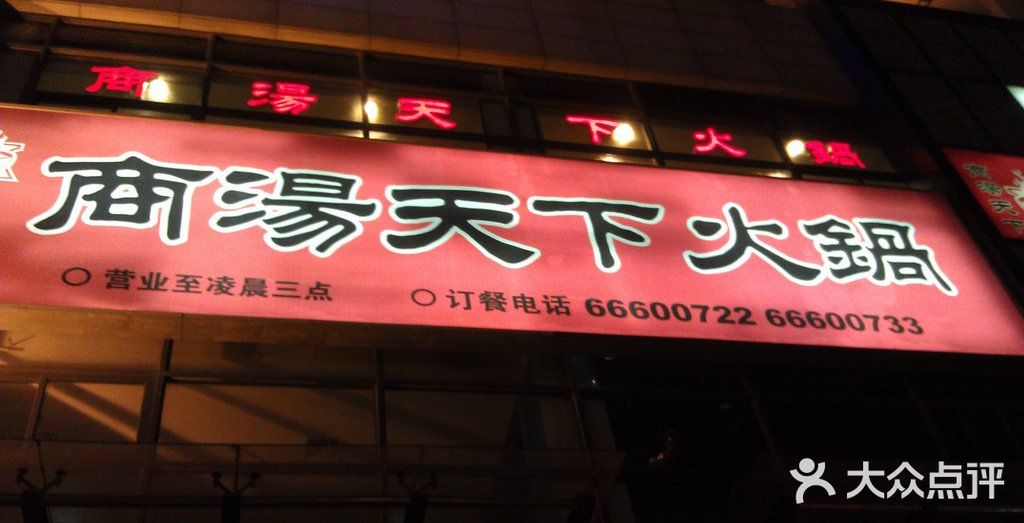 商湯天下火鍋
商湯天下火鍋
○ 营业至凌晨三点 ○ 订餐电话 66600722 66600733
大众点评